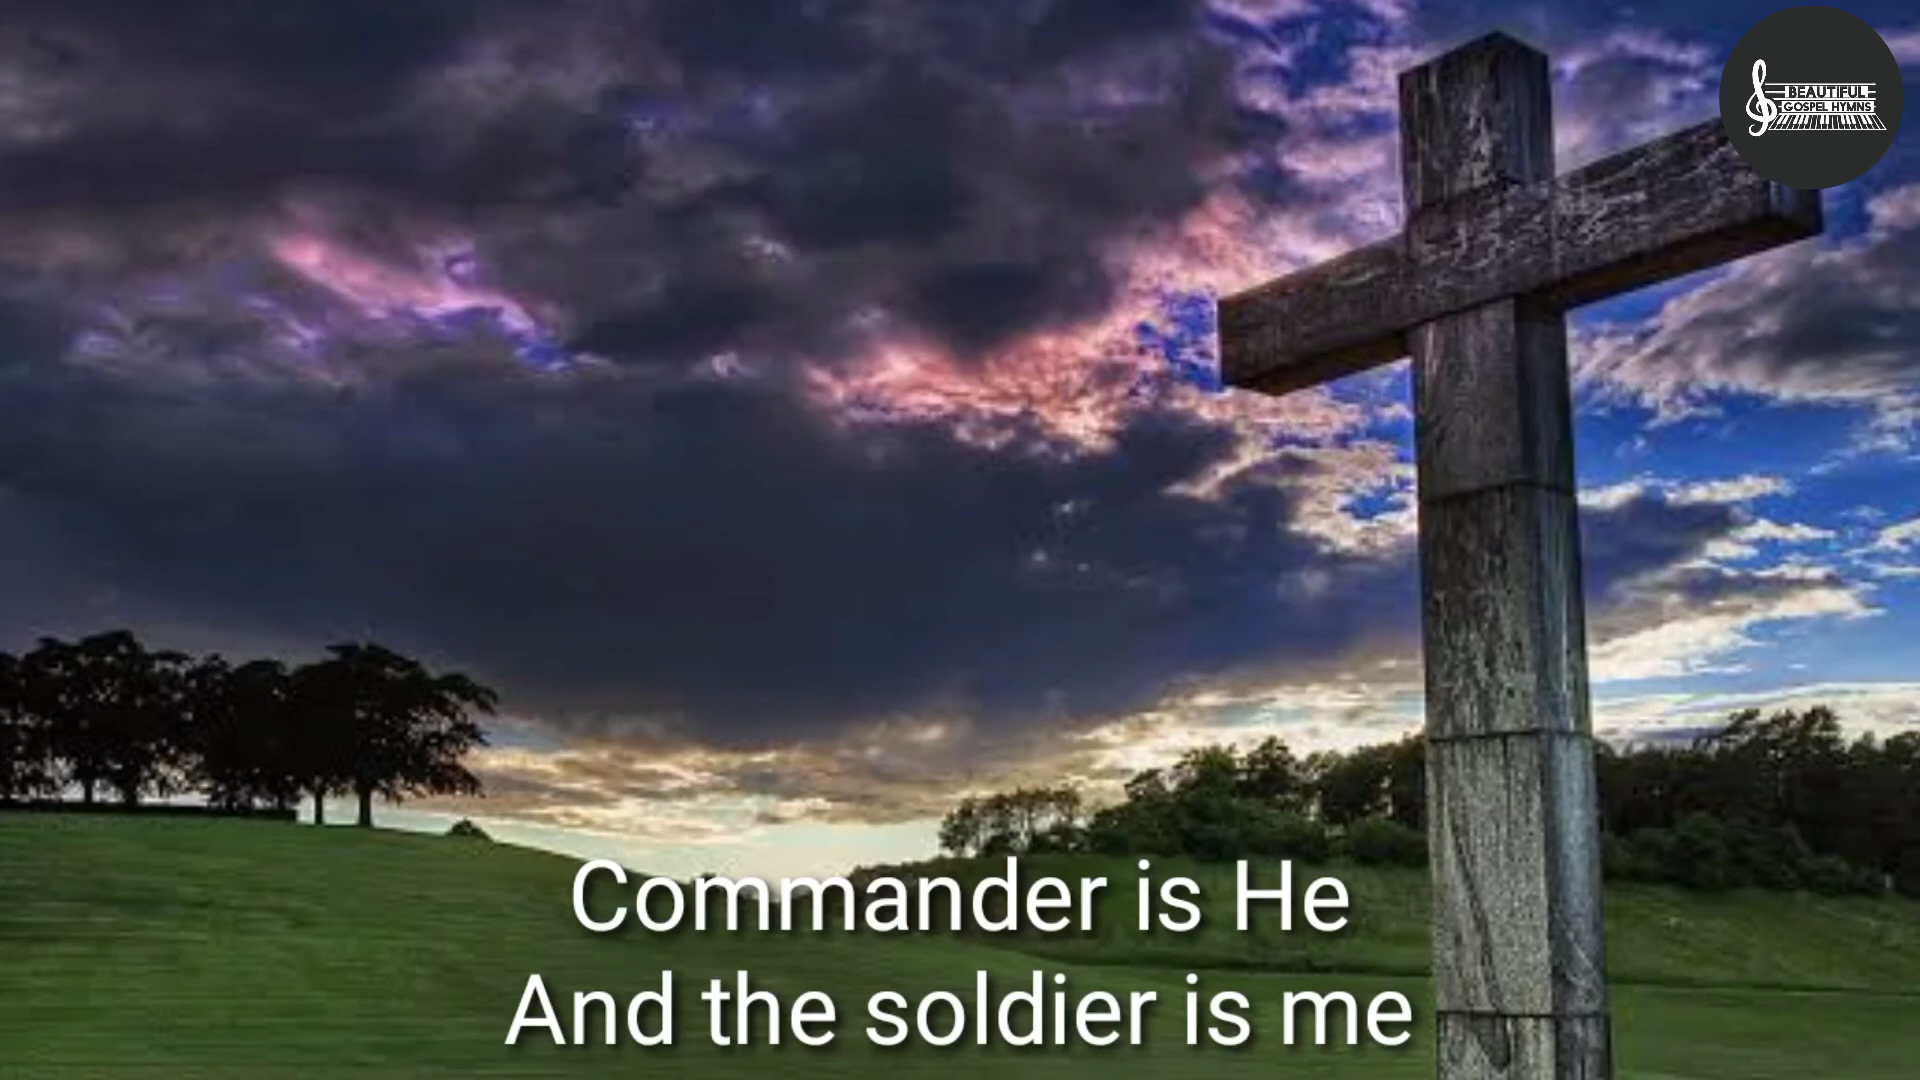 BEAUTIFUL
GOSPEL HYMNS
Commander is He
And the soldier is me